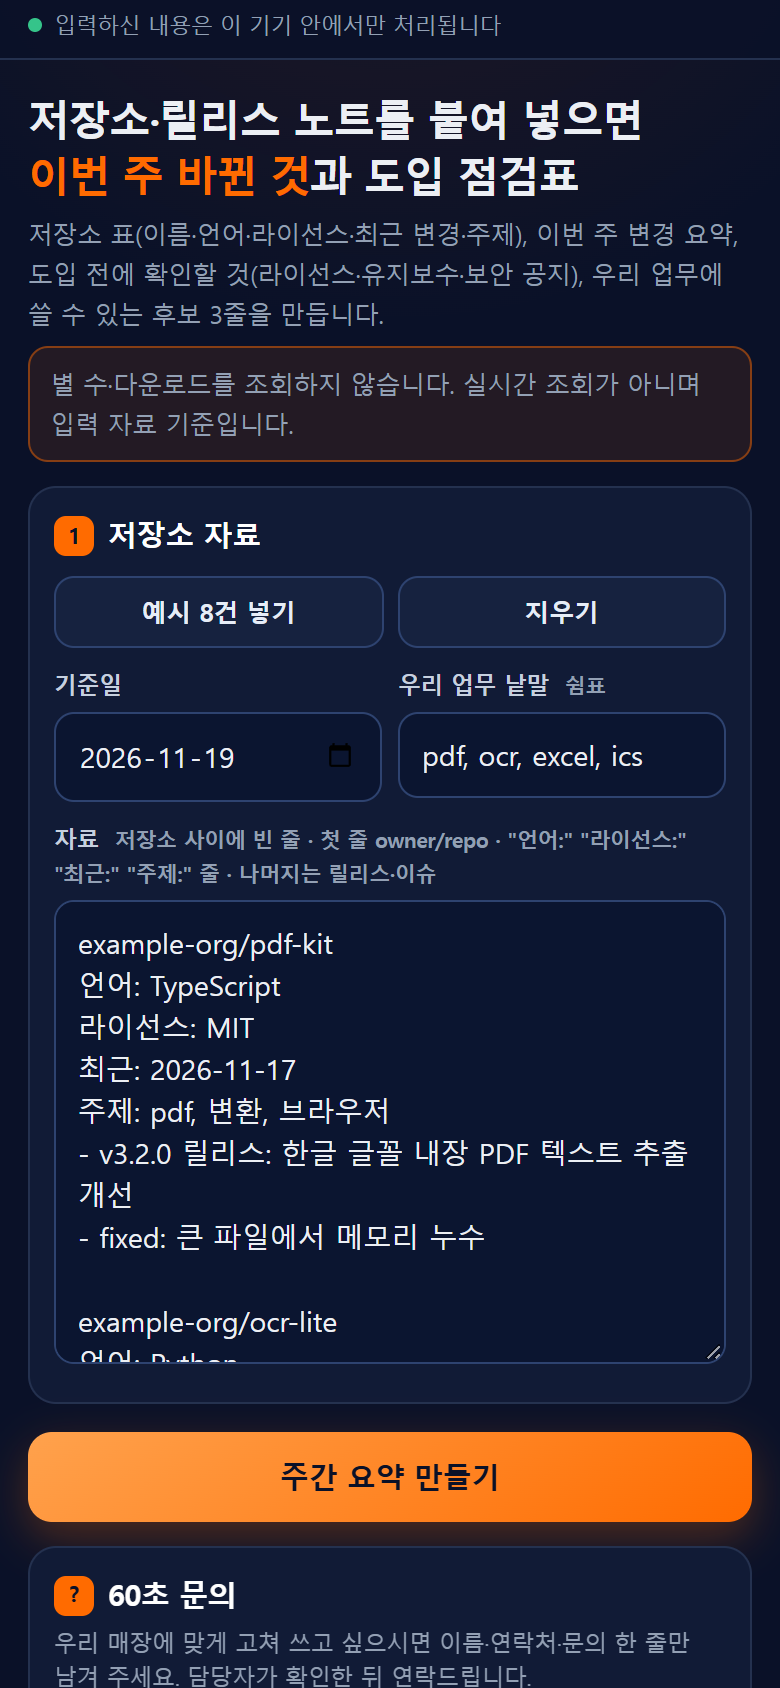 입력하신 내용은 이 기기 안에서만 처리됩니다
저장소·릴리스 노트를 붙여 넣으면
이번 주 바뀐 것과 도입 점검표
저장소 표(이름·언어·라이선스·최근 변경·주제), 이번 주 변경 요약,
도입 전에 확인할 것(라이선스·유지보수·보안 공지), 우리 업무에
쓸 수 있는 후보 3줄을 만듭니다.
별 수·다운로드를 조회하지 않습니다. 실시간 조회가 아니며
입력 자료 기준입니다.
1 저장소 자료
예시 8건 넣기
지우기
기준일
우리 업무 낱말 쉼표
2026-11-19
pdf, ocr, excel, ics
자료 저장소 사이에 빈 줄 · 첫 줄 owner/repo · "언어:" "라이선스:"
"최근:" "주제:" 줄 · 나머지는 릴리스·이슈
example-org/pdf-kit
언어: TypeScript
라이선스: MIT
최근: 2026-11-17
주제: pdf, 변환, 브라우저
- v3.2.0 릴리스: 한글 글꼴 내장 PDF 텍스트 추출
개선
- fixed: 큰 파일에서 메모리 누수
example-org/ocr-lite
언어: Python
주간 요약 만들기
? 60초 문의
우리 매장에 맞게 고쳐 쓰고 싶으시면 이름·연락처·문의 한 줄만
남겨 주세요. 담당자가 확인한 뒤 연락드립니다.